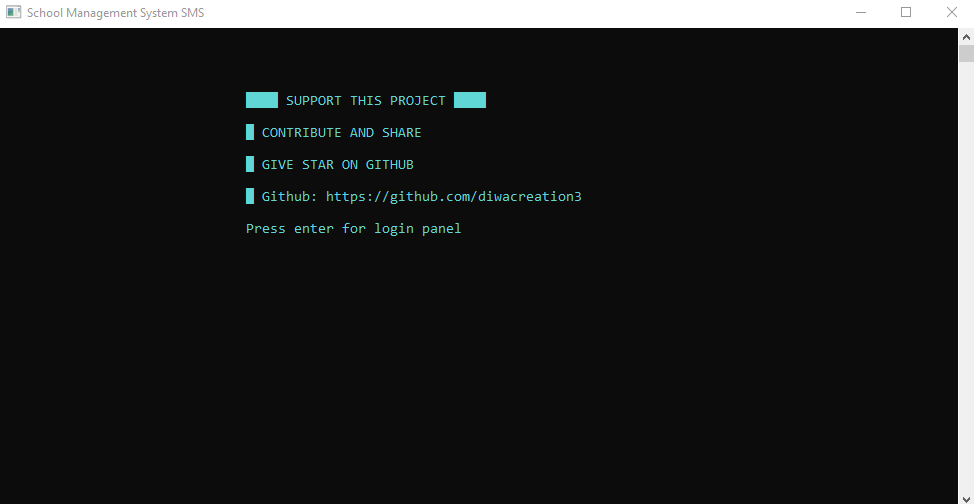 School Management System SMS
████ SUPPORT THIS PROJECT ████
█ CONTRIBUTE AND SHARE
█ GIVE STAR ON GITHUB
█ Github: https://github.com/diwacreation3
Press enter for login panel